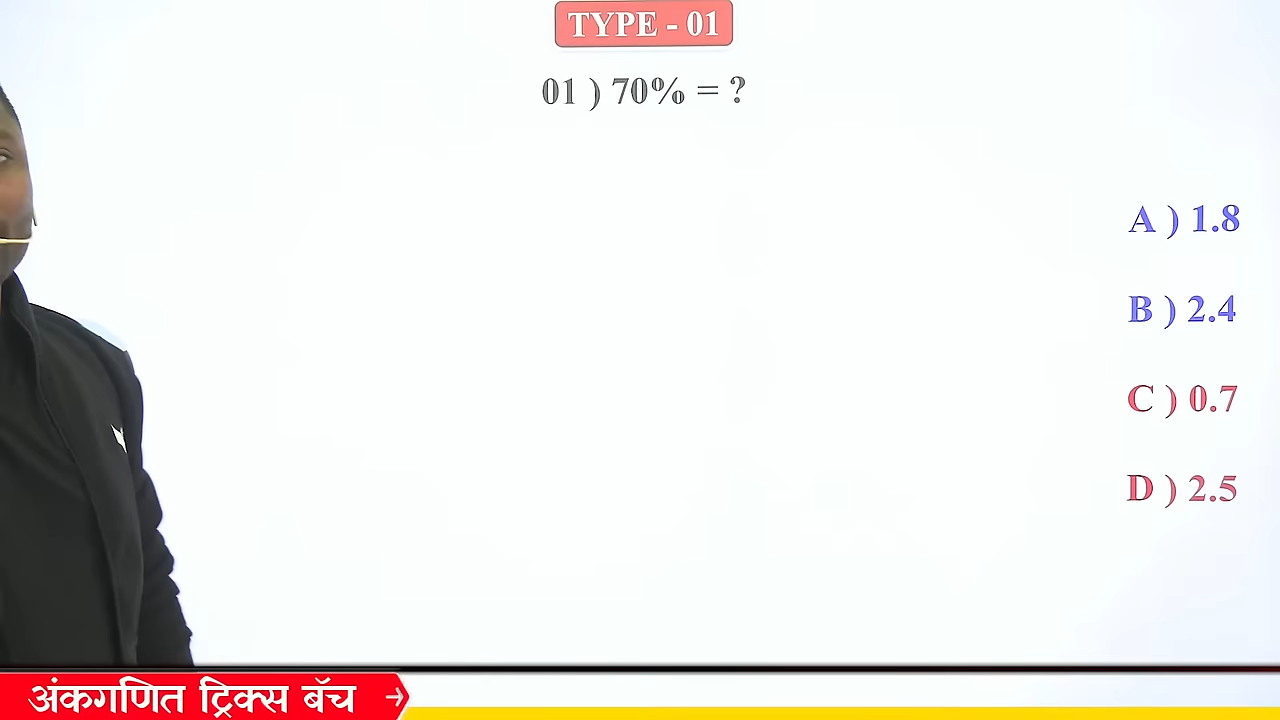 TYPE - 01
01 ) 70% = ?
A ) 1.8
B ) 2.4
C ) 0.7
D ) 2.5
अंकगणित ट्रिक्स बॅच